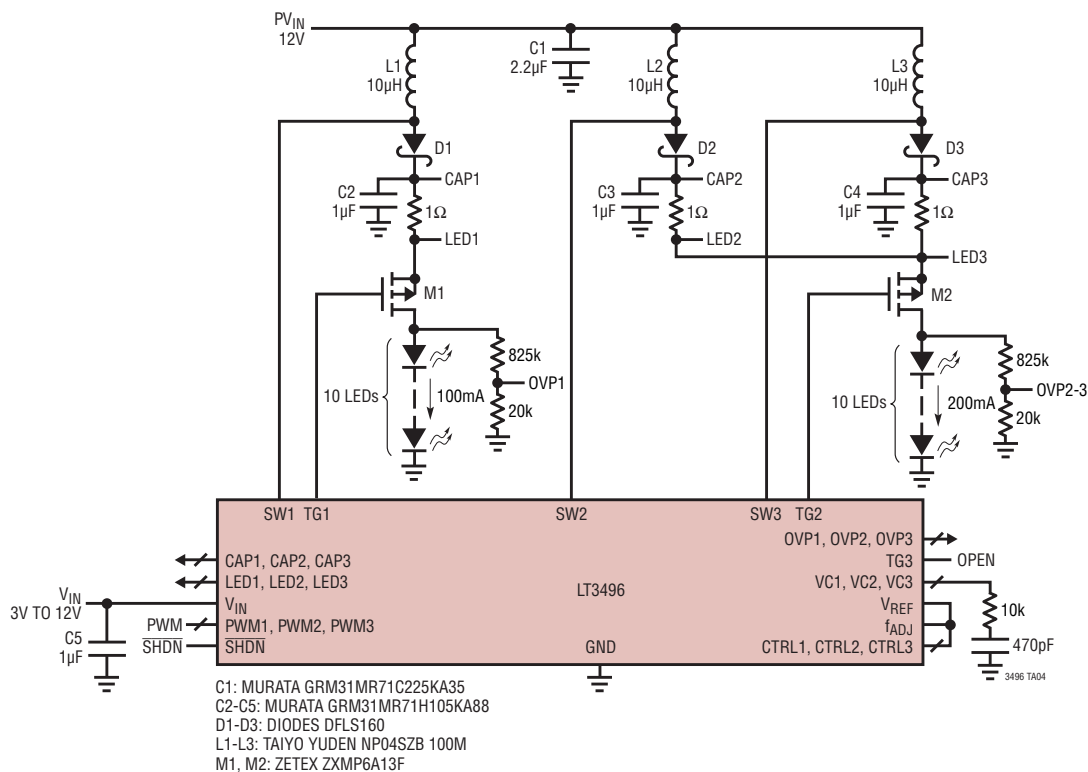 PVIN
12V
C1
2.2µF
L1
10µH
L2
10µH
L3
10µH
D1
D2
D3
CAP1
CAP2
CAP3
C2
1µF
1Ω
C3
1µF
1Ω
C4
1µF
1Ω
LED1
LED2
LED3
M1
M2
825k
OVP1
20k
10 LEDs
100mA
825k
OVP2-3
20k
10 LEDs
200mA
SW1 TG1
SW2
SW3 TG2
OVP1, OVP2, OVP3
CAP1, CAP2, CAP3
TG3
OPEN
LED1, LED2, LED3
LT3496
VC1, VC2, VC3
VIN
3V TO 12V
VIN
VREF
10k
PWM
PWM1, PWM2, PWM3
fADJ
C5
1µF
SHDN
SHDN
GND
CTRL1, CTRL2, CTRL3
470pF
3496 TA04
C1: MURATA GRM31MR71C225KA35
C2-C5: MURATA GRM31MR71H105KA88
D1-D3: DIODES DFLS160
L1-L3: TAIYO YUDEN NP04SZB 100M
M1, M2: ZETEX ZXMP6A13F